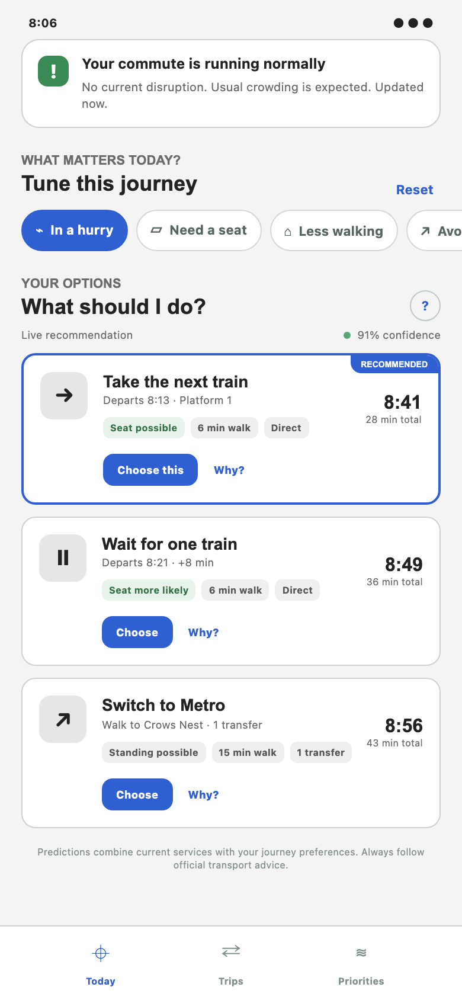 8:06
!
Your commute is running normally
No current disruption. Usual crowding is expected. Updated
now.
WHAT MATTERS TODAY?
Tune this journey
Reset
In a hurry
Need a seat
Less walking
Avo
YOUR OPTIONS
What should I do?
?
Live recommendation
91% confidence
RECOMMENDED
Take the next train
Departs 8:13 · Platform 1
8:41
28 min total
Seat possible
6 min walk
Direct
Choose this
Why?
Wait for one train
Departs 8:21 · +8 min
8:49
36 min total
Seat more likely
6 min walk
Direct
Choose
Why?
Switch to Metro
Walk to Crows Nest · 1 transfer
8:56
43 min total
Standing possible
15 min walk
1 transfer
Choose
Why?
Predictions combine current services with your journey preferences. Always follow
official transport advice.
Today
Trips
Priorities